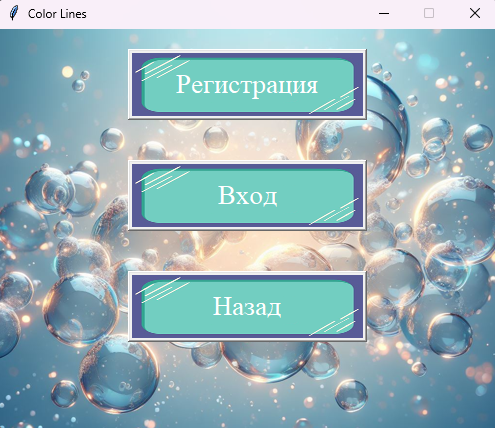 Color Lines
Регистрация
Вход
Назад